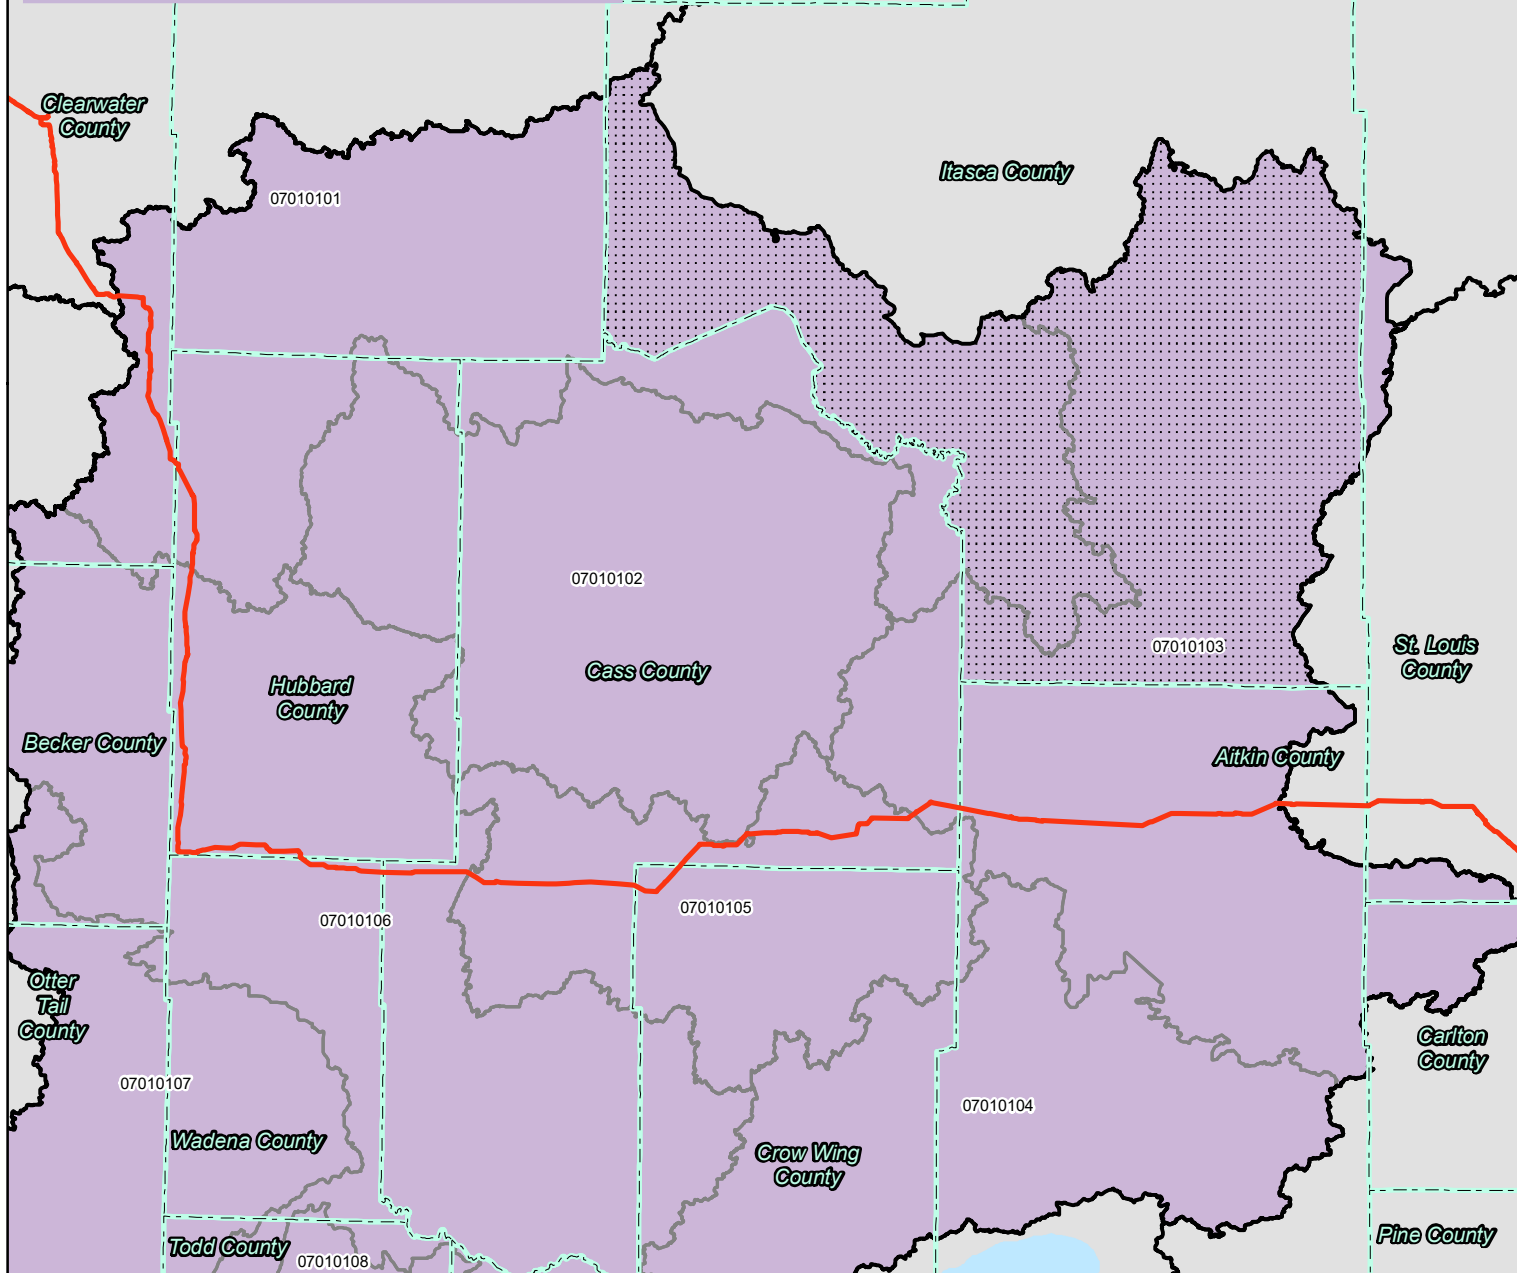 Clearwater
County
Itasca County
07010101
07010102
07010103
St. Louis
County
Cass County
Hubbard
County
Becker County
Aitkin County
07010106
07010105
Otter
Tail
County
Carlton
County
07010107
07010104
Wadena County
Crow Wing
County
Todd County
Pine County
07010108